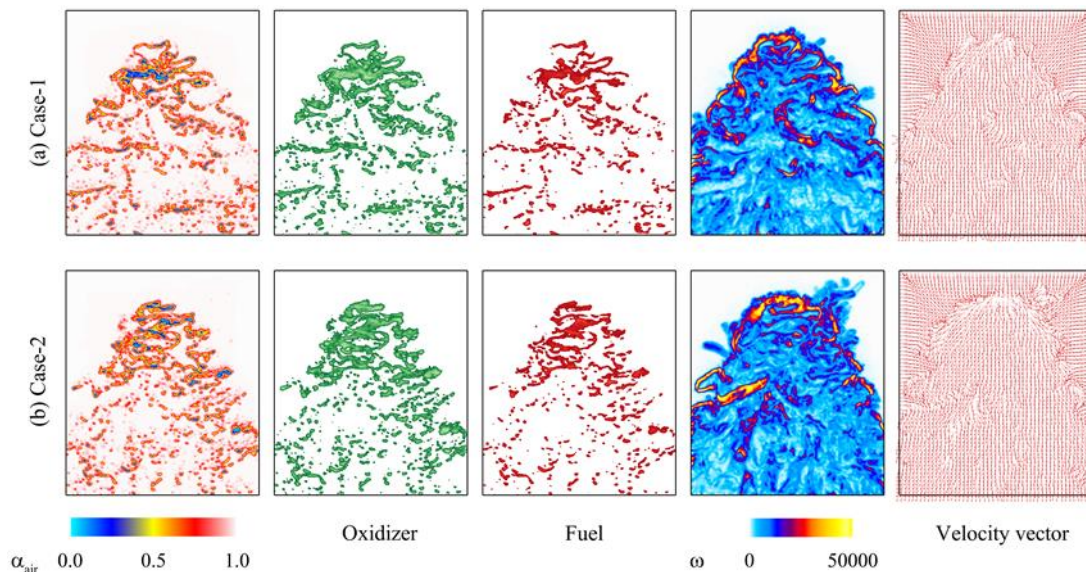 (a) Case-1
(b) Case-2
Oxidizer
Fuel
Velocity vector
α_air 0.0 0.5 1.0
ω 0 50000